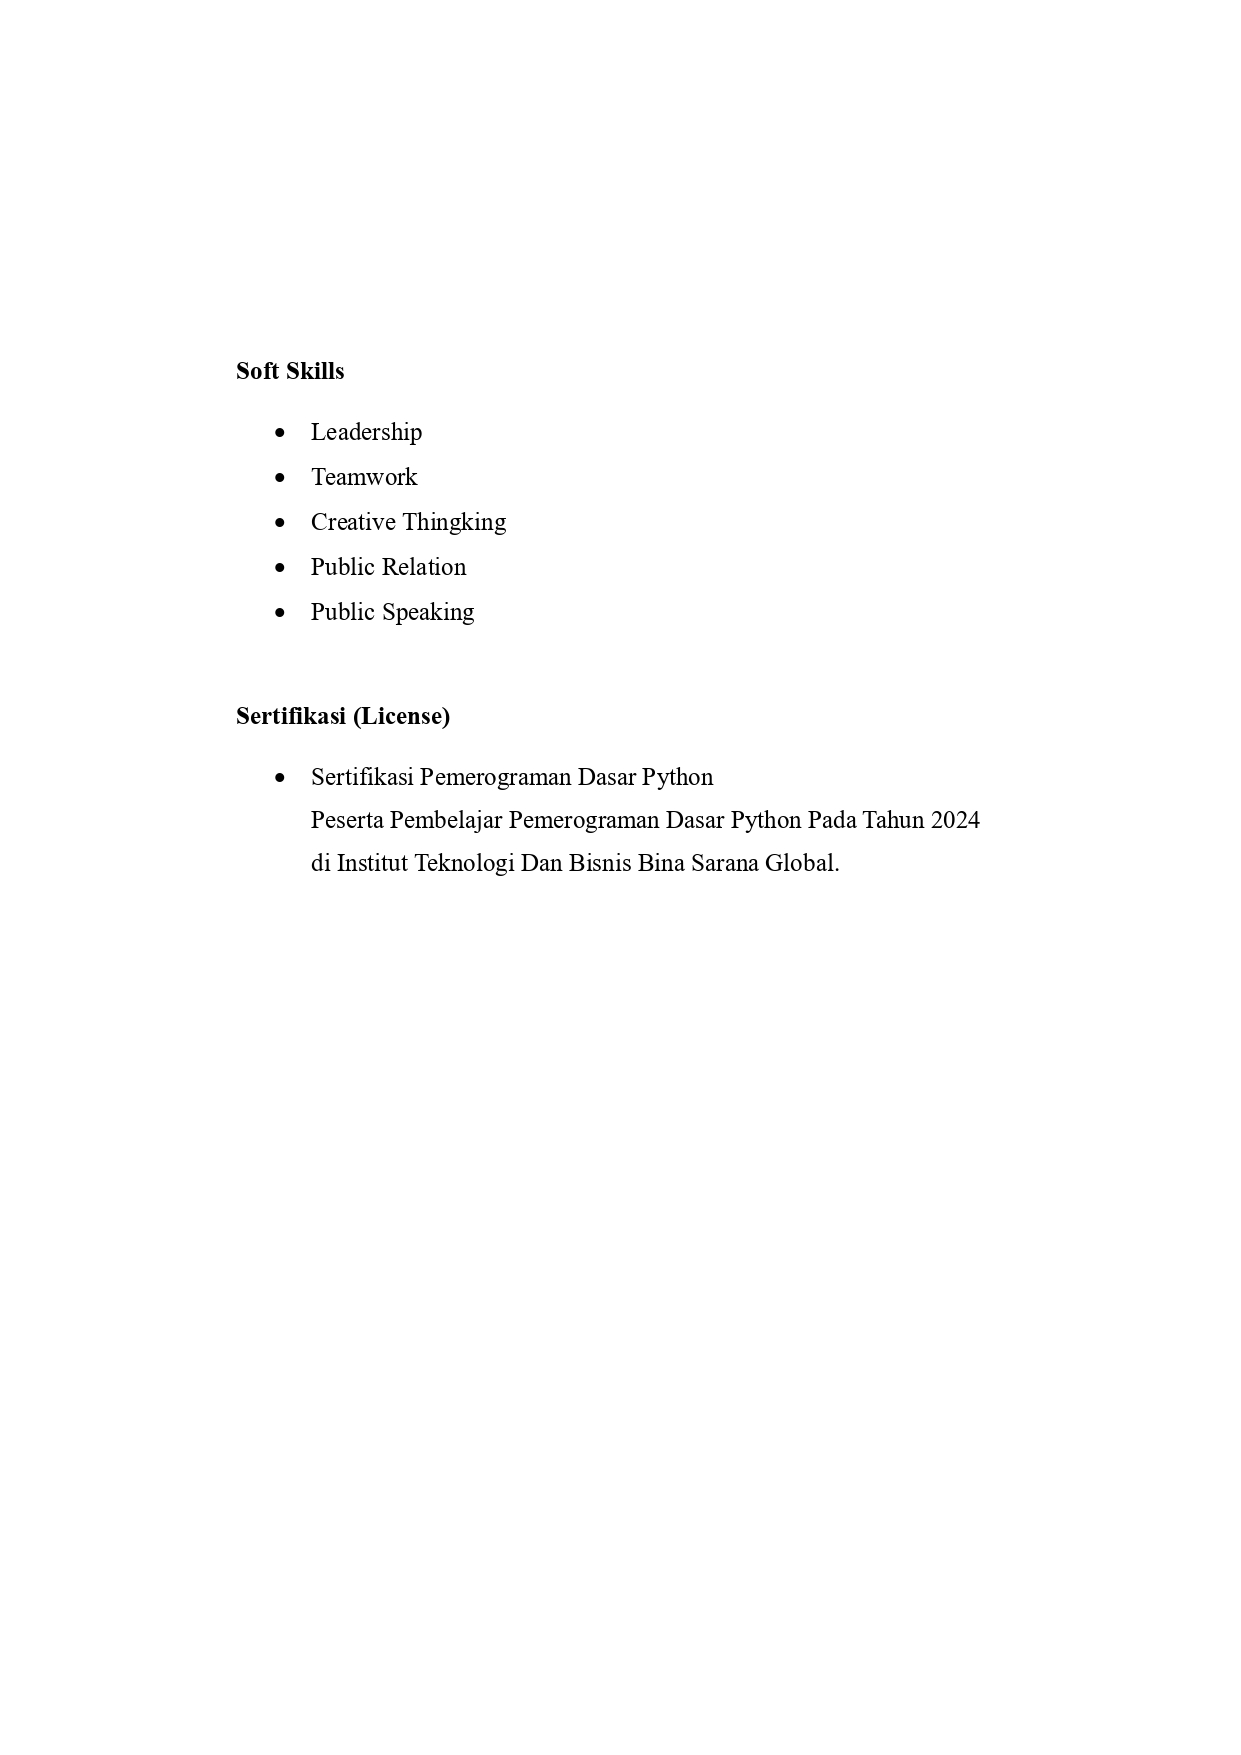 Soft Skills
• Leadership
• Teamwork
• Creative Thingking
• Public Relation
• Public Speaking
Sertifikasi (License)
• Sertifikasi Pemerograman Dasar Python
Peserta Pembelajar Pemerograman Dasar Python Pada Tahun 2024
di Institut Teknologi Dan Bisnis Bina Sarana Global.